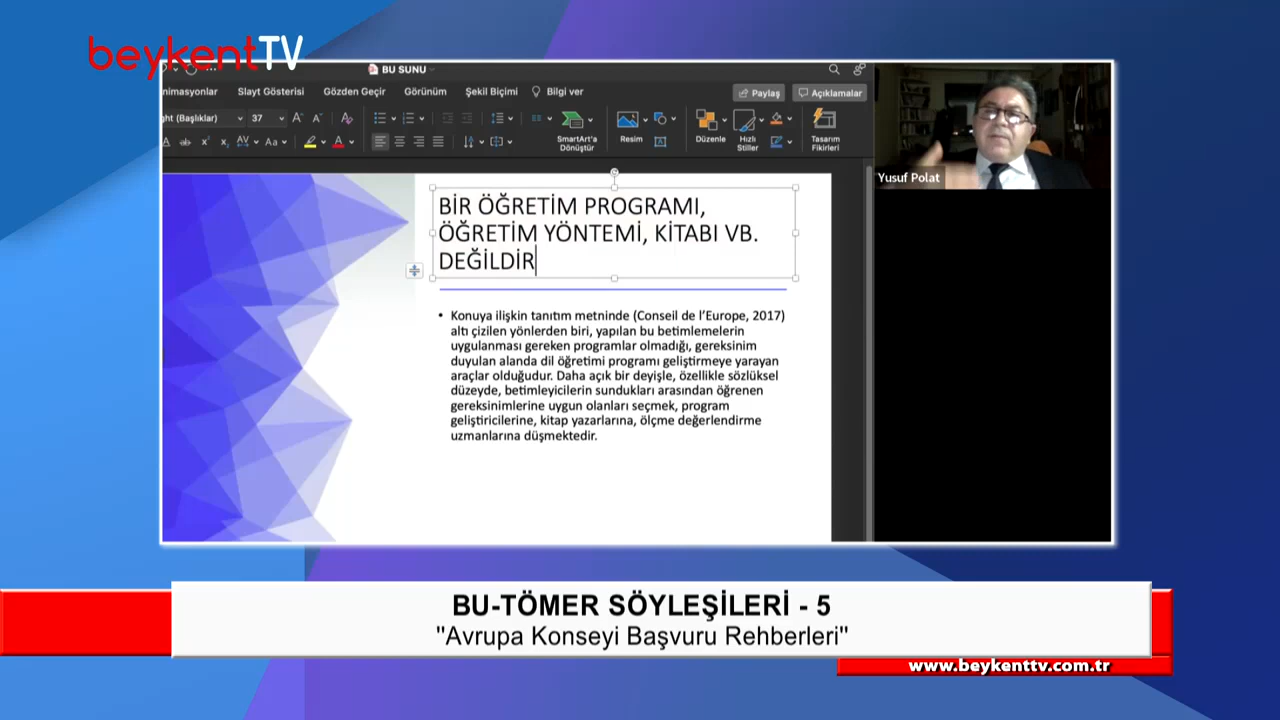 beykentTV
BU SUNU
nimasyonlar Slayt Gösterisi Gözden Geçir Görünüm Şekil Biçimi Bilgi ver Paylaş Açıklamalar
ght (Başlıklar) 37
SmartArt'a Dönüştür
Resim
Düzenle
Hızlı Stiller
Tasarım Fikirleri
Yusuf Polat
BİR ÖĞRETİM PROGRAMI,
ÖĞRETİM YÖNTEMİ, KİTABI VB.
DEĞİLDİR
• Konuya ilişkin tanıtım metninde (Conseil de l'Europe, 2017)
altı çizilen yönlerden biri, yapılan bu betimlemelerin
uygulanması gereken programlar olmadığı, gereksinim
duyulan alanda dil öğretimi programı geliştirmeye yarayan
araçlar olduğudur. Daha açık bir deyişle, özellikle sözlüksel
düzeyde, betimleyicilerin sundukları arasından öğrenen
gereksinimlerine uygun olanları seçmek, program
geliştiricilerine, kitap yazarlarına, ölçme değerlendirme
uzmanlarına düşmektedir.
BU-TÖMER SÖYLEŞİLERİ - 5
"Avrupa Konseyi Başvuru Rehberleri"
www.beykenttv.com.tr